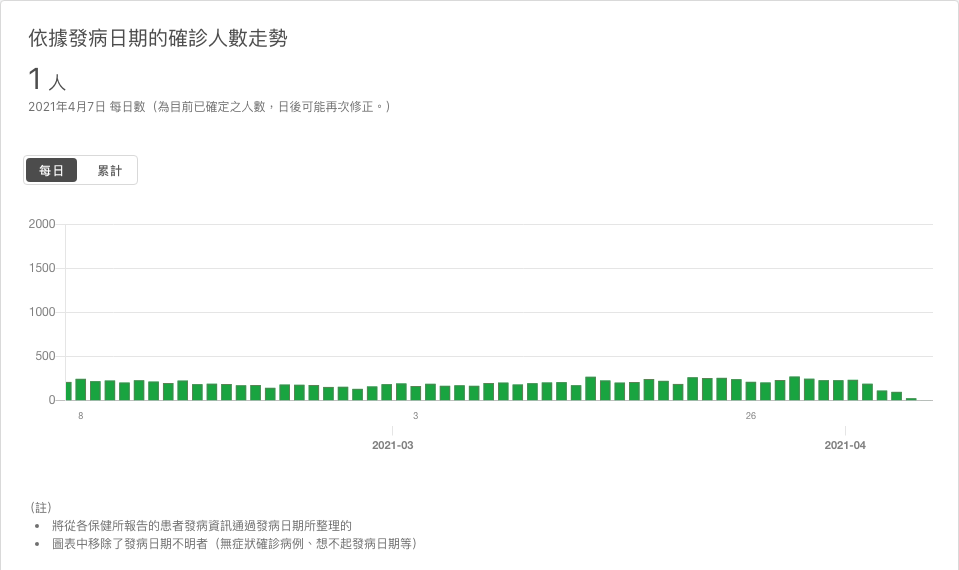 依據發病日期的確診人數走勢
1 人
2021年4月7日 每日數（為目前已確定之人數，日後可能再次修正。）
每日 累計
2000
1500
1000
500
0
8 3 26
2021-03 2021-04
（註）
• 將從各保健所報告的患者發病資訊通過發病日期所整理的
• 圖表中移除了發病日期不明者（無症狀確診病例、想不起發病日期等）